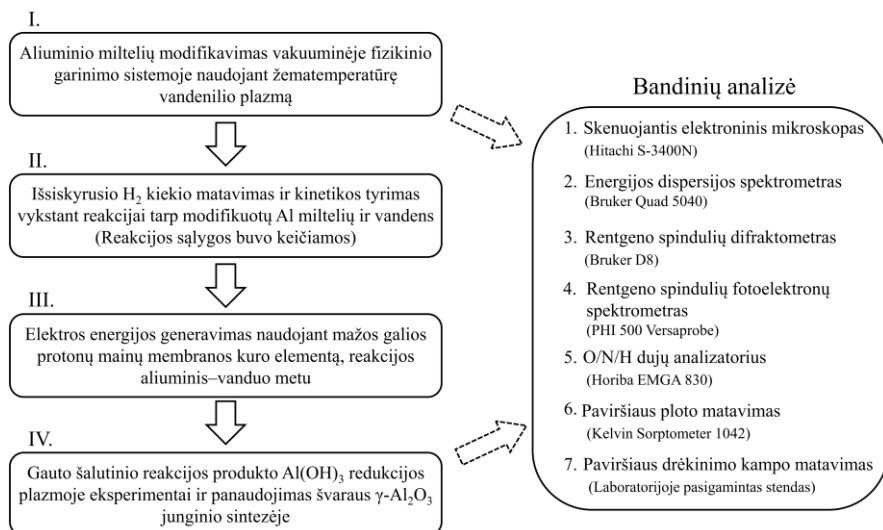 I.
Aliuminio miltelių modifikavimas vakuuminėje fizikinio
garinimo sistemoje naudojant žematemperatūrę
vandenilio plazmą
II.
Išsiskyrusio H₂ kiekio matavimas ir kinetikos tyrimas
vykstant reakcijai tarp modifikuotų Al miltelių ir vandens
(Reakcijos sąlygos buvo keičiamos)
III.
Elektros energijos generavimas naudojant mažos galios
protonų mainų membranos kuro elementą, reakcijos
aliuminis–vanduo metu
IV.
Gauto šalutinio reakcijos produkto Al(OH)₃ redukcijos
plazmoje eksperimentai ir panaudojimas švaraus γ-Al₂O₃
junginio sintezėje
Bandinių analizė
1. Skenuojantis elektroninis mikroskopas
(Hitachi S-3400N)
2. Energijos dispersijos spektrometras
(Bruker Quad 5040)
3. Rentgeno spindulių difraktometras
(Bruker D8)
4. Rentgeno spindulių fotoelektronų
spektrometras
(PHI 500 Versaprobe)
5. O/N/H dujų analizatorius
(Horiba EMGA 830)
6. Paviršiaus ploto matavimas
(Kelvin Sorptometer 1042)
7. Paviršiaus drėkinimo kampo matavimas
(Laboratorijoje pasigamintas stendas)